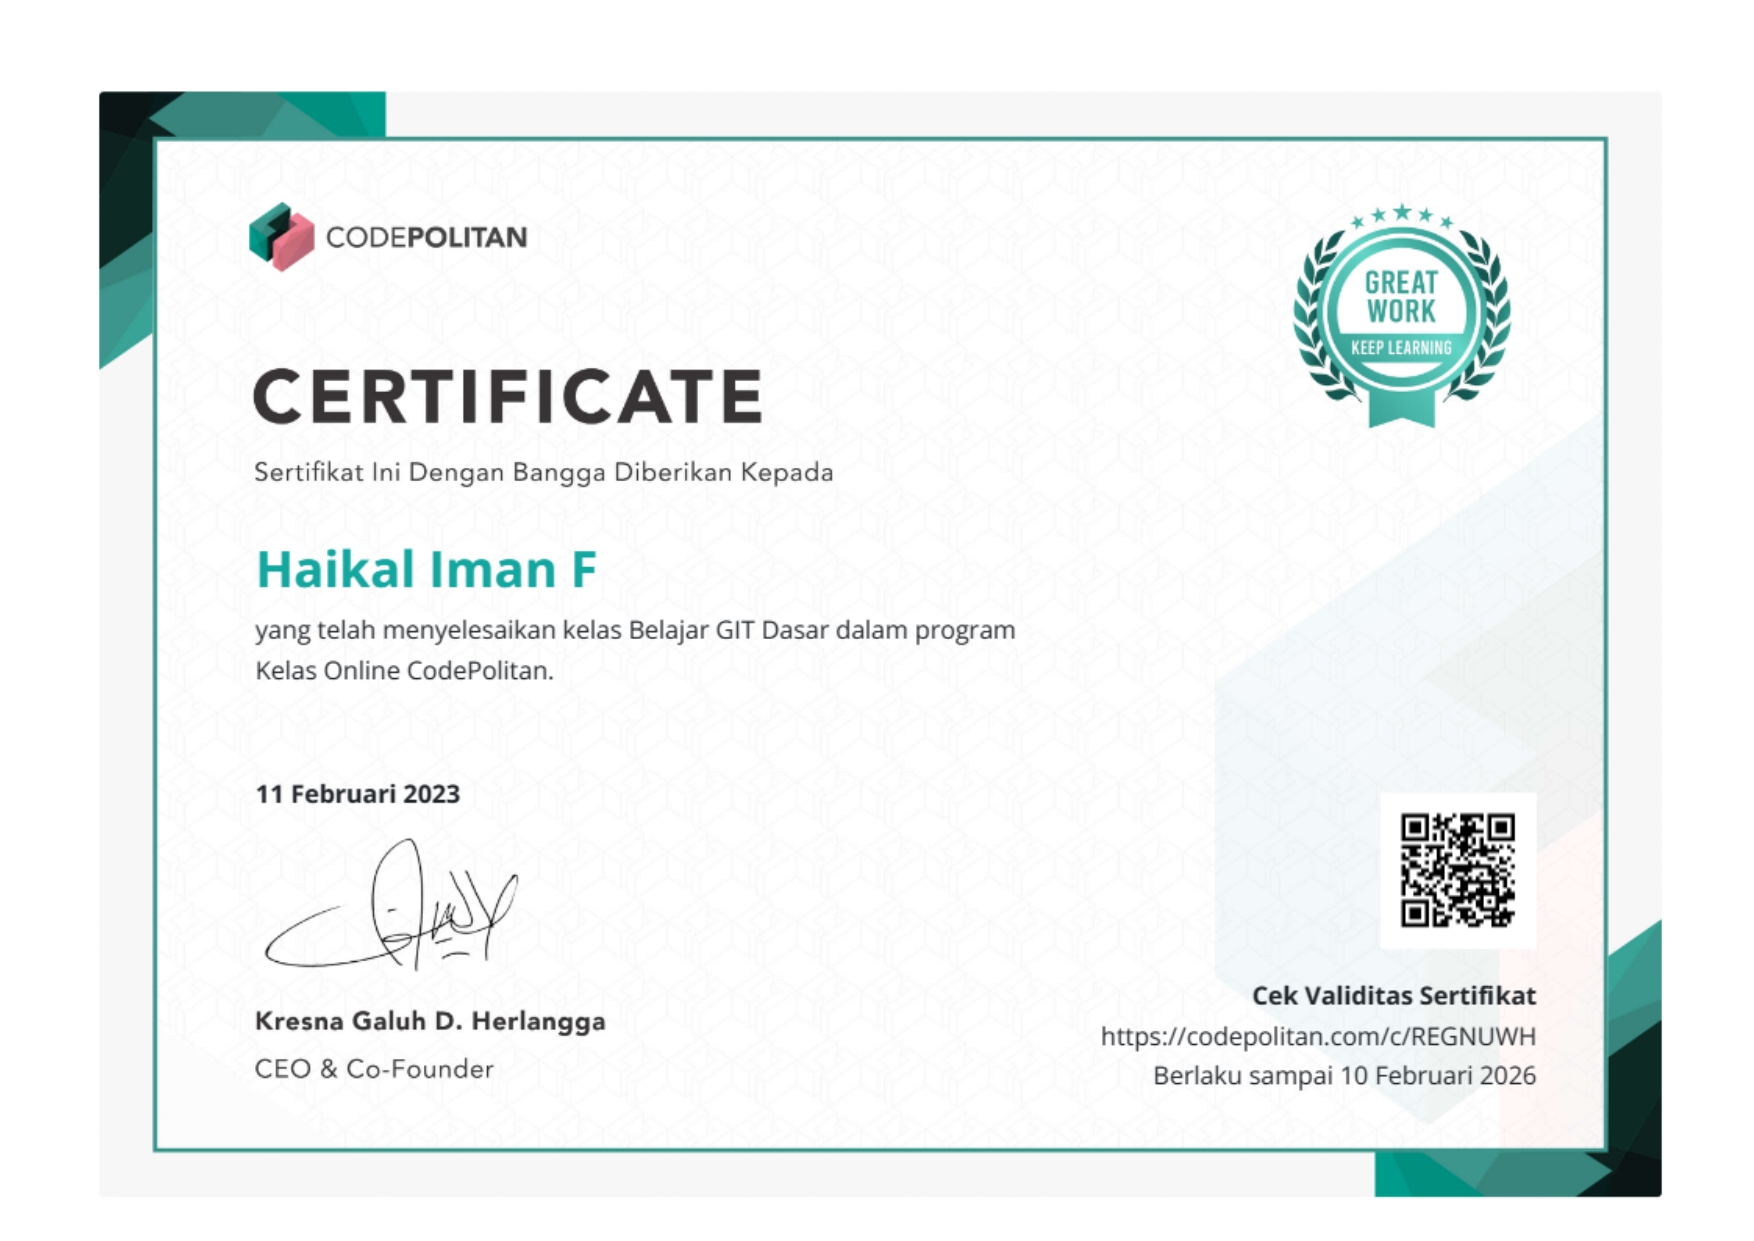 CODEPOLITAN
GREAT
WORK
KEEP LEARNING
CERTIFICATE
Sertifikat Ini Dengan Bangga Diberikan Kepada
Haikal Iman F
yang telah menyelesaikan kelas Belajar GIT Dasar dalam program
Kelas Online CodePolitan.
11 Februari 2023
Kresna Galuh D. Herlangga
CEO & Co-Founder
Cek Validitas Sertifikat
https://codepolitan.com/c/REGNUWH
Berlaku sampai 10 Februari 2026